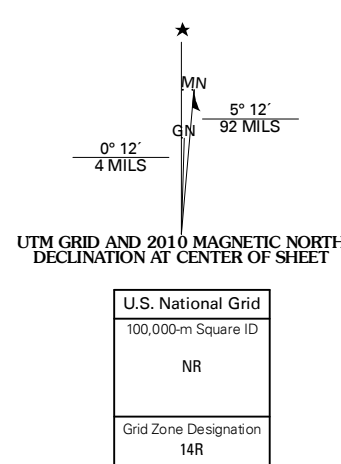 ★
MN
5° 12´
92 MILS
GN
0° 12´
4 MILS
UTM GRID AND 2010 MAGNETIC NORTH
DECLINATION AT CENTER OF SHEET
U.S. National Grid
100,000-m Square ID
NR
Grid Zone Designation
14R